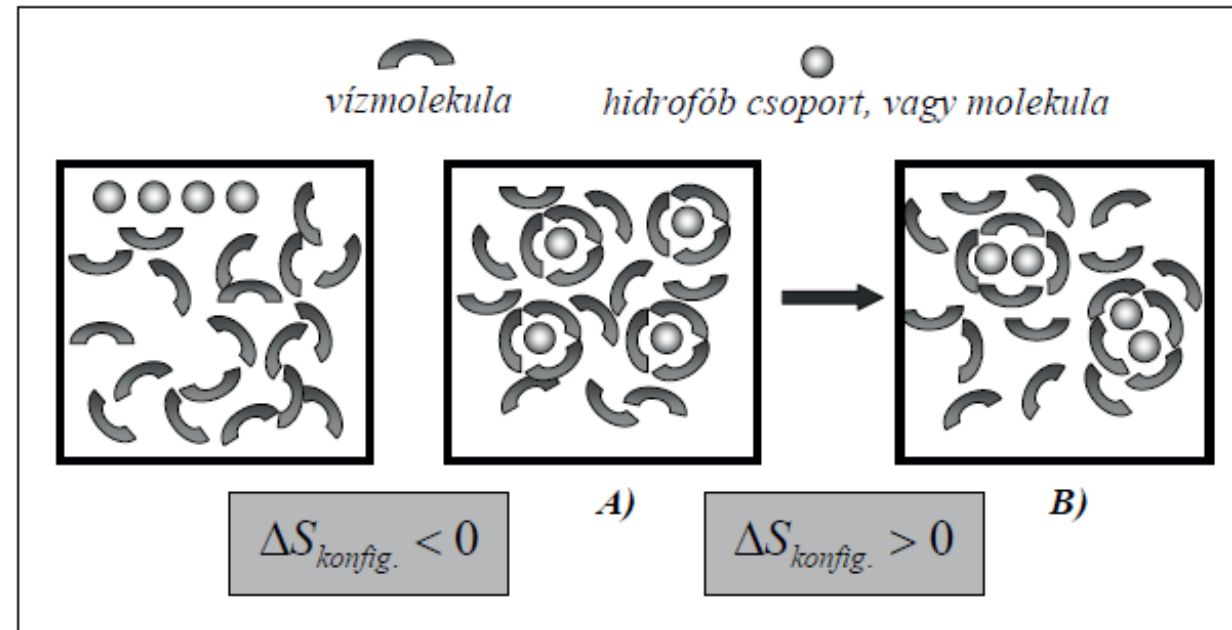 vízmolekula
hidrofób csoport, vagy molekula
A)
B)
ΔS_konfig. < 0
ΔS_konfig. > 0